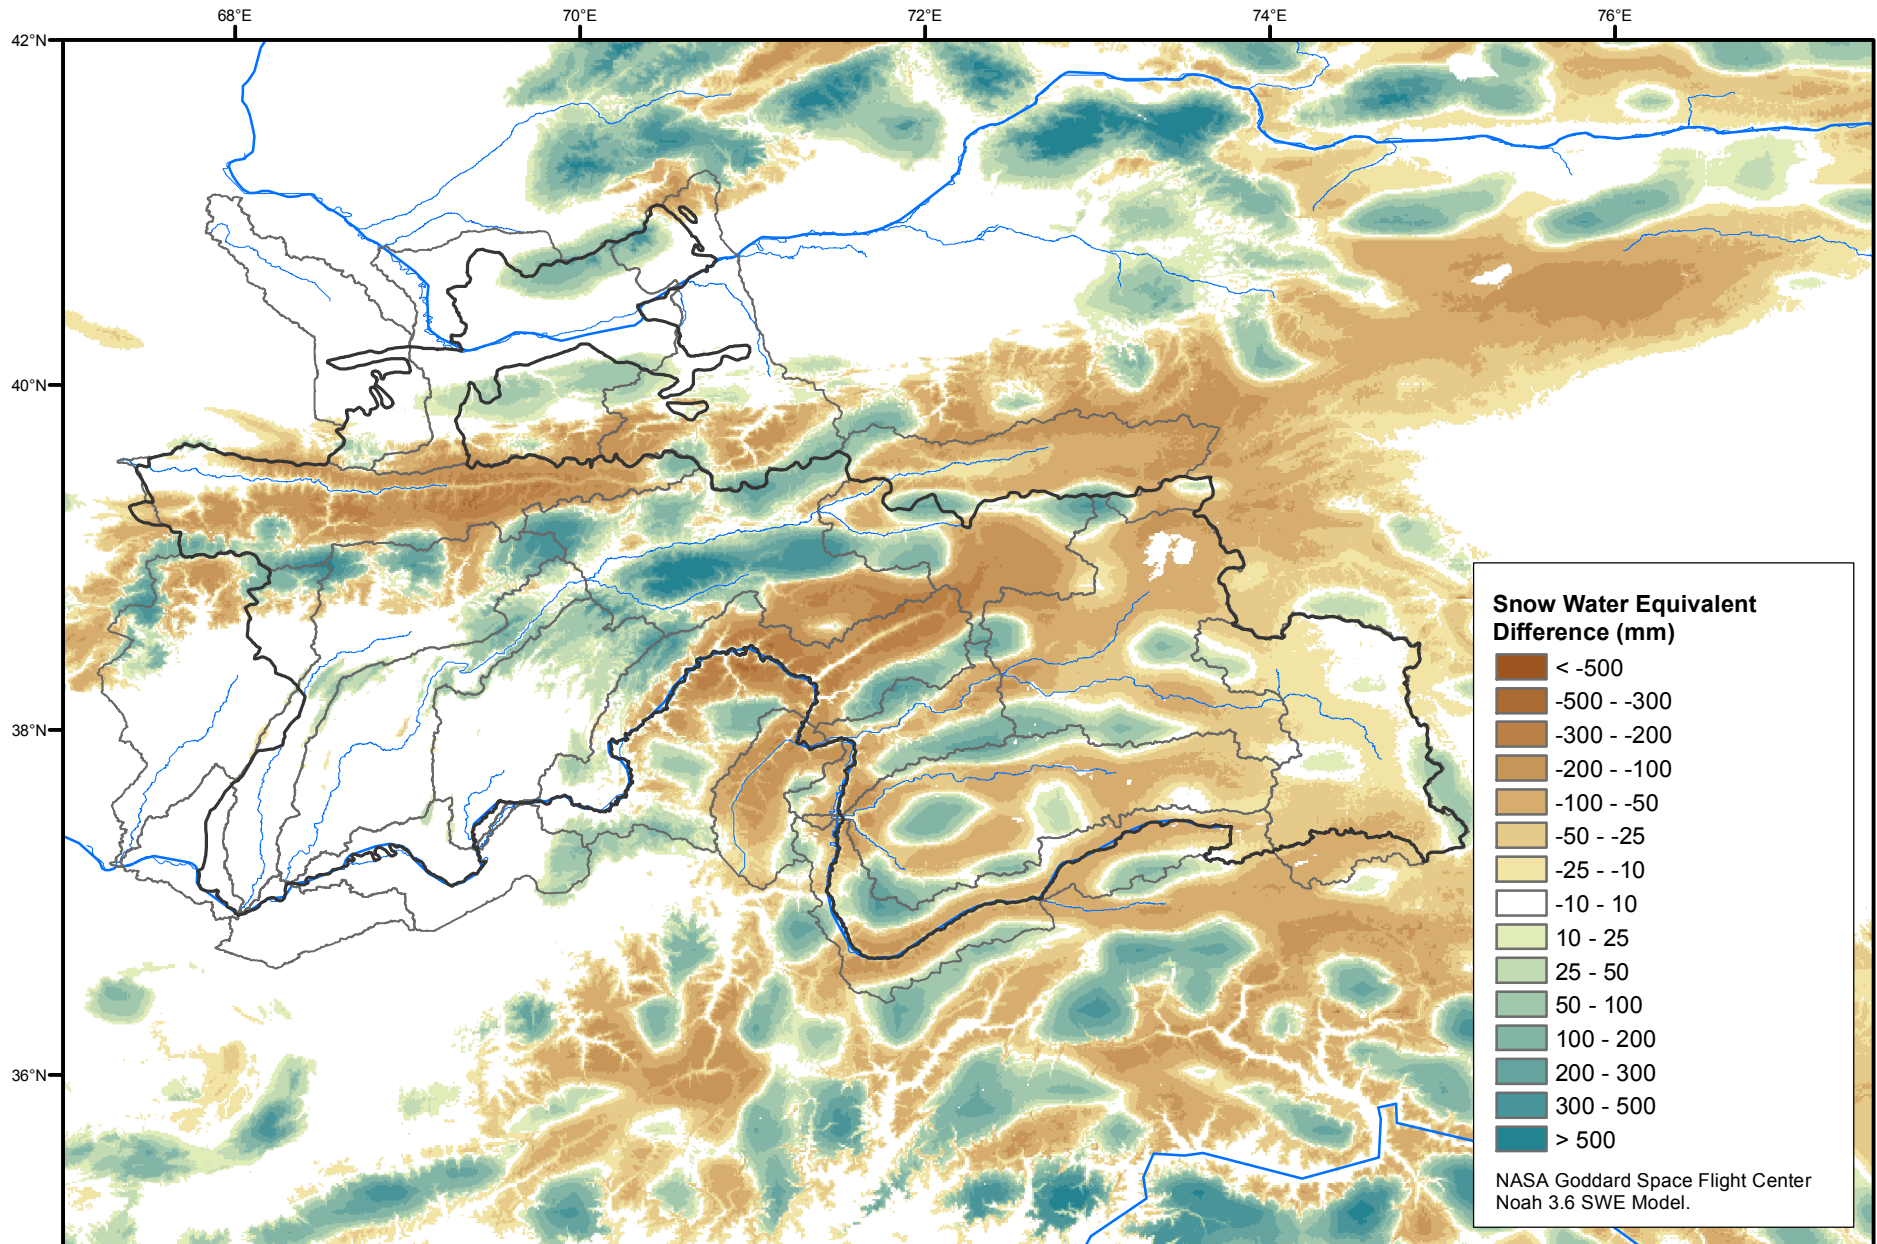 68°E 70°E 72°E 74°E 76°E
42°N
40°N
38°N
36°N
Snow Water Equivalent
Difference (mm)
< -500
-500 - -300
-300 - -200
-200 - -100
-100 - -50
-50 - -25
-25 - -10
-10 - 10
10 - 25
25 - 50
50 - 100
100 - 200
200 - 300
300 - 500
> 500
NASA Goddard Space Flight Center
Noah 3.6 SWE Model.